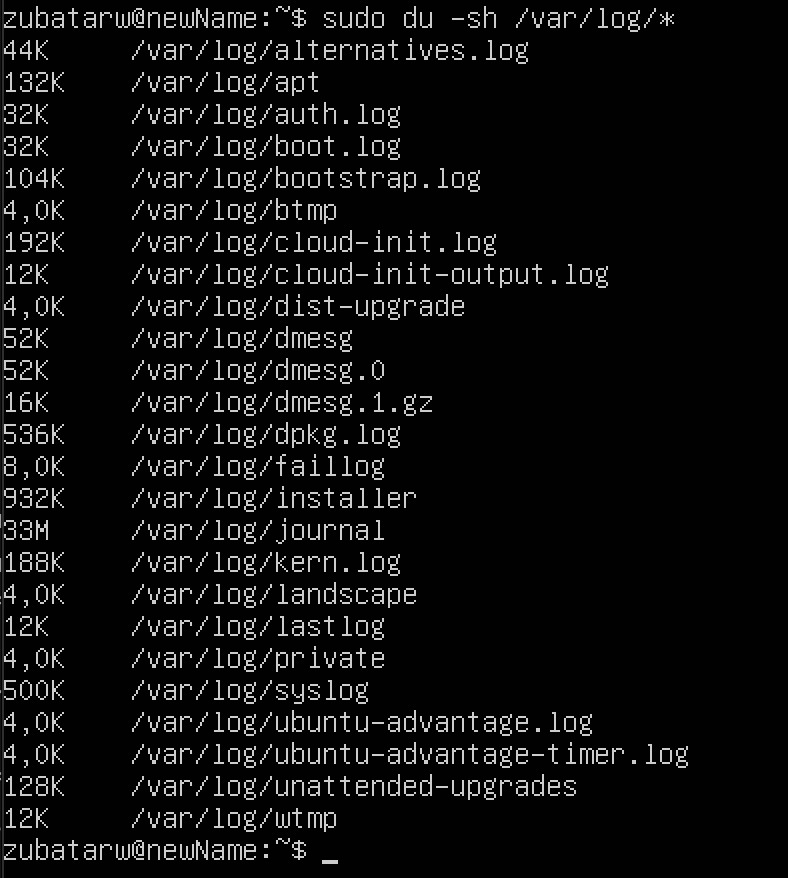 zubatarw@newName:~$ sudo du -sh /var/log/*
44K /var/log/alternatives.log
132K /var/log/apt
32K /var/log/auth.log
32K /var/log/boot.log
104K /var/log/bootstrap.log
4,0K /var/log/btmp
192K /var/log/cloud-init.log
12K /var/log/cloud-init-output.log
4,0K /var/log/dist-upgrade
52K /var/log/dmesg
52K /var/log/dmesg.0
16K /var/log/dmesg.1.gz
536K /var/log/dpkg.log
8,0K /var/log/faillog
932K /var/log/installer
33M /var/log/journal
188K /var/log/kern.log
4,0K /var/log/landscape
12K /var/log/lastlog
4,0K /var/log/private
500K /var/log/syslog
4,0K /var/log/ubuntu-advantage.log
4,0K /var/log/ubuntu-advantage-timer.log
128K /var/log/unattended-upgrades
12K /var/log/wtmp
zubatarw@newName:~$ _